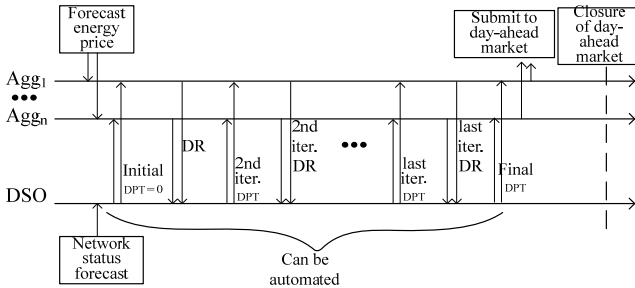 Forecast
energy
price
Submit to
day-ahead
market
Closure
of day-
ahead
market
Agg1
•••
Aggn
DSO
Initial
DPT=0
DR
2nd
iter.
DPT
2nd
iter.
DR
•••
last
iter.
DPT
last
iter.
DR
Final
DPT
Network
status
forecast
Can be
automated